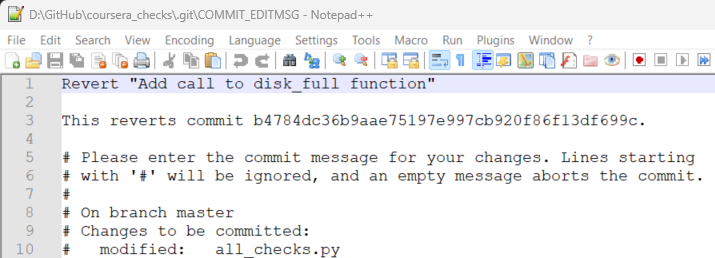 D:\GitHub\coursera_checks\.git\COMMIT_EDITMSG - Notepad++
File Edit Search View Encoding Language Settings Tools Macro Run Plugins Window ?
1 Revert "Add call to disk_full function"
2
3 This reverts commit b4784dc36b9aae75197e997cb920f86f13df699c.
4
5 # Please enter the commit message for your changes. Lines starting
6 # with '#' will be ignored, and an empty message aborts the commit.
7 #
8 # On branch master
9 # Changes to be committed:
10 #   modified:   all_checks.py